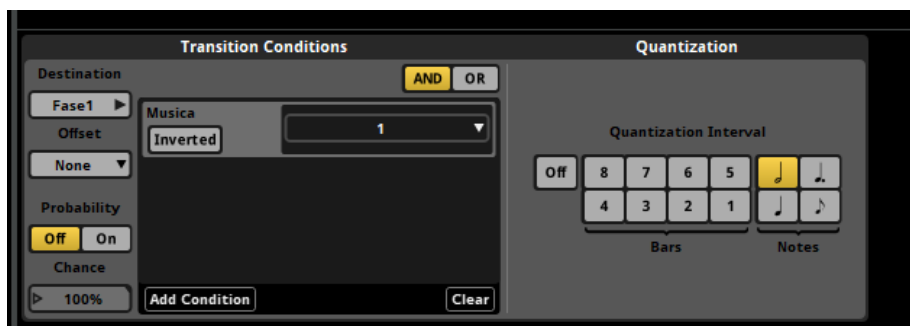 Transition Conditions
Quantization
Destination
AND OR
Fase1
Musica
1
Offset
Inverted
Quantization Interval
None
Off 8 7 6 5
Probability
4 3 2 1
Off On
Bars
Notes
Chance
100%
Add Condition
Clear